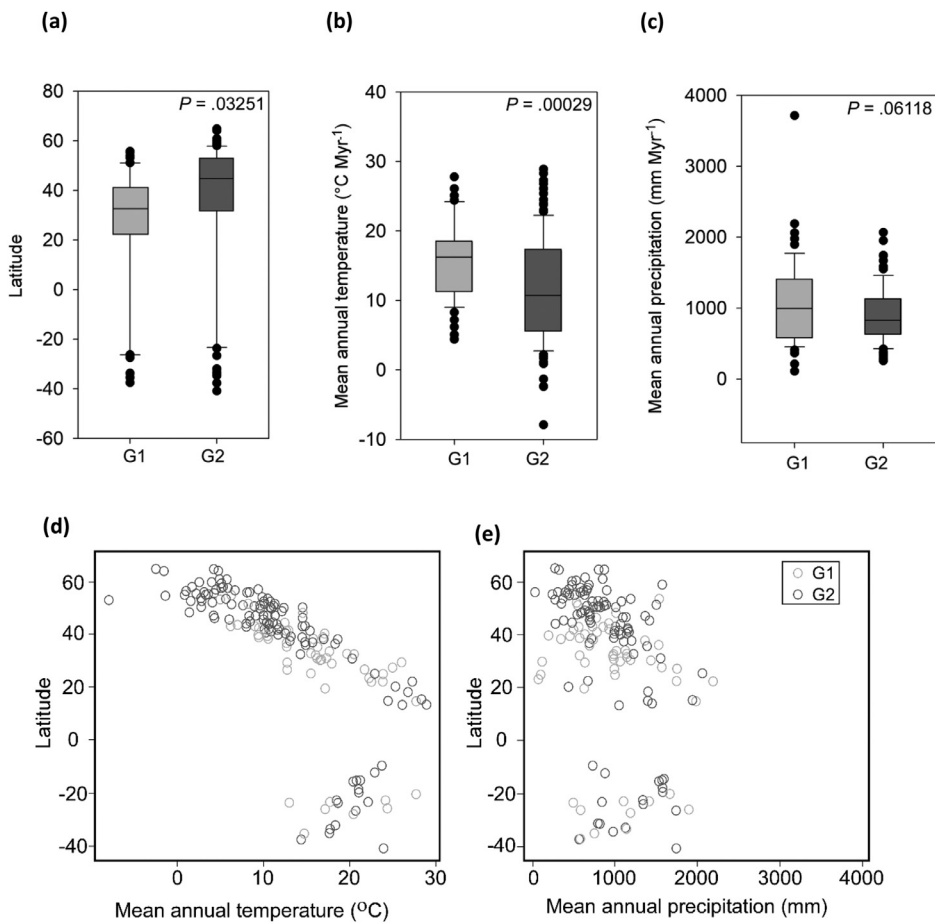 (a)
(b)
(c)
P = .03251
P = .00029
P = .06118
Latitude
80
60
40
20
0
-20
-40
-60
G1 G2
Mean annual temperature (°C Myr-1)
40
30
20
10
0
-10
G1 G2
Mean annual precipitation (mm Myr-1)
4000
3000
2000
1000
0
G1 G2
(d)
(e)
Latitude
60
40
20
0
-20
-40
0 10 20 30
Mean annual temperature (OC)
G1
G2
Latitude
60
40
20
0
-20
-40
0 1000 2000 3000 4000
Mean annual precipitation (mm)